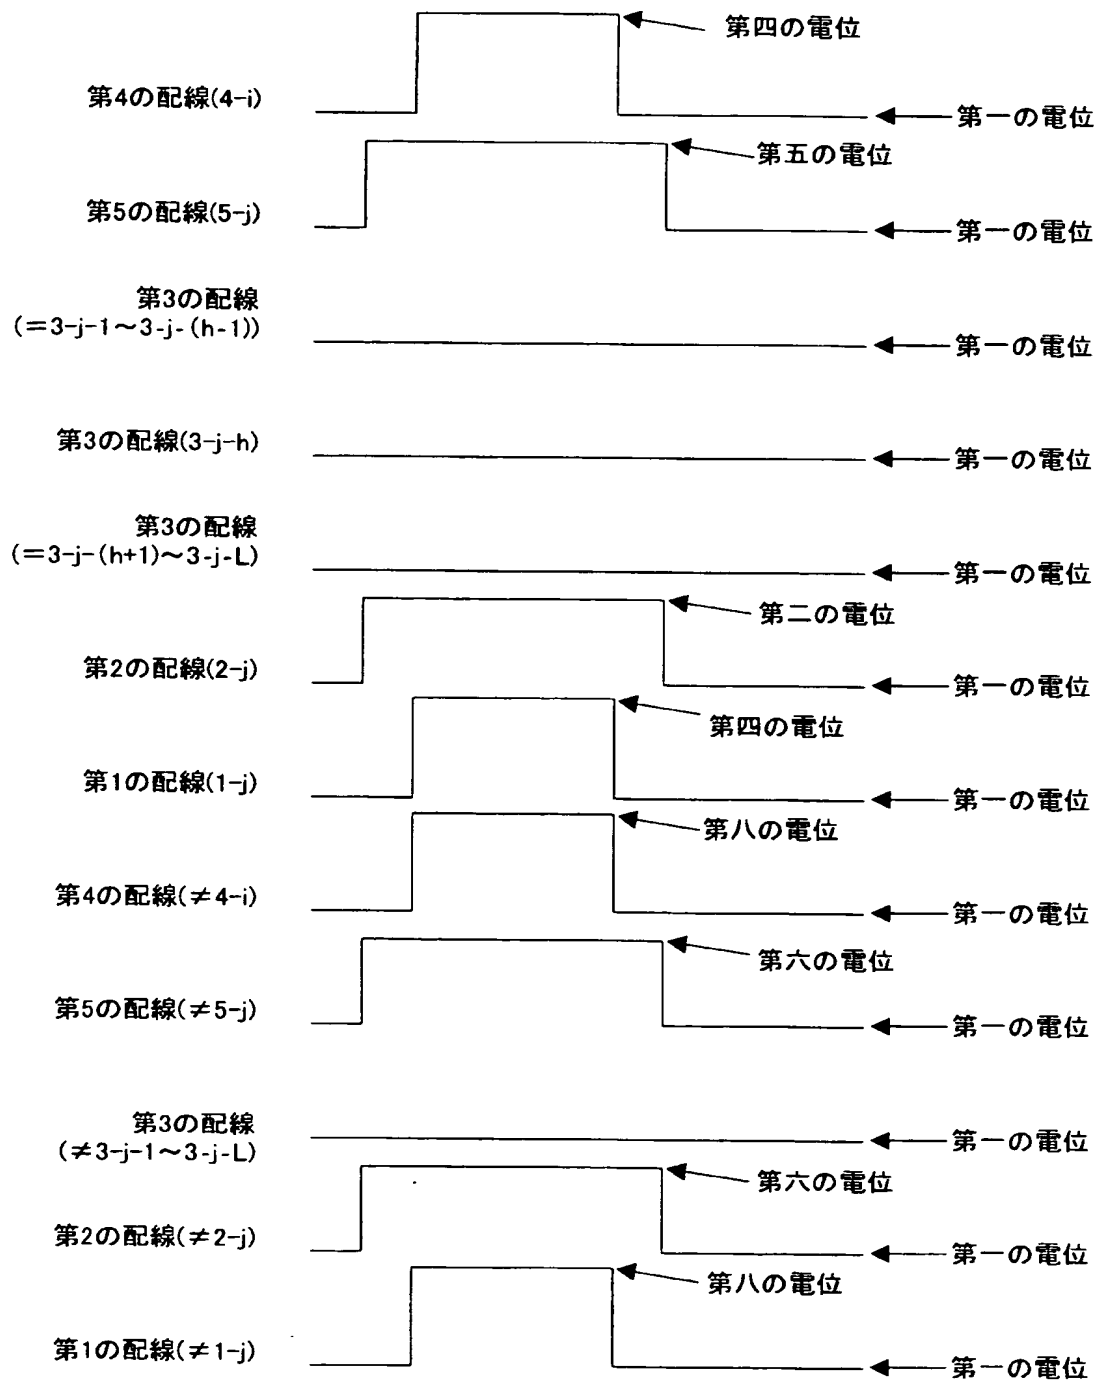 第四の電位
第4の配線(4-i)
第一の電位
第五の電位
第5の配線(5-j)
第一の電位
第3の配線
(=3-j-1~3-j-(h-1))
第一の電位
第3の配線(3-j-h)
第一の電位
第3の配線
(=3-j-(h+1)~3-j-L)
第一の電位
第二の電位
第2の配線(2-j)
第一の電位
第四の電位
第1の配線(1-j)
第一の電位
第八の電位
第4の配線(≠4-i)
第一の電位
第六の電位
第5の配線(≠5-j)
第一の電位
第3の配線
(≠3-j-1~3-j-L)
第一の電位
第六の電位
第2の配線(≠2-j)
第一の電位
第八の電位
第1の配線(≠1-j)
第一の電位